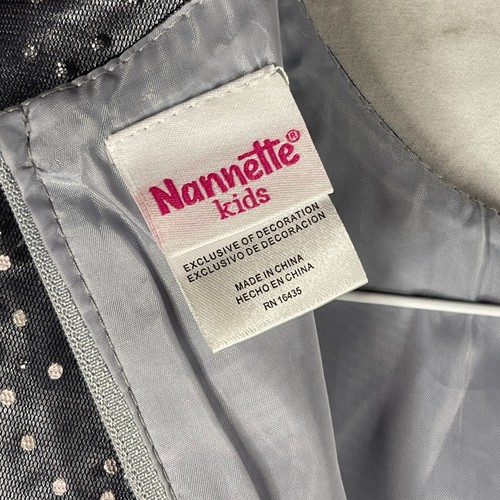 Nannette®
kids
EXCLUSIVE OF DECORATION
EXCLUSIVO DE DECORACION
MADE IN CHINA
HECHO EN CHINA
RN 16435